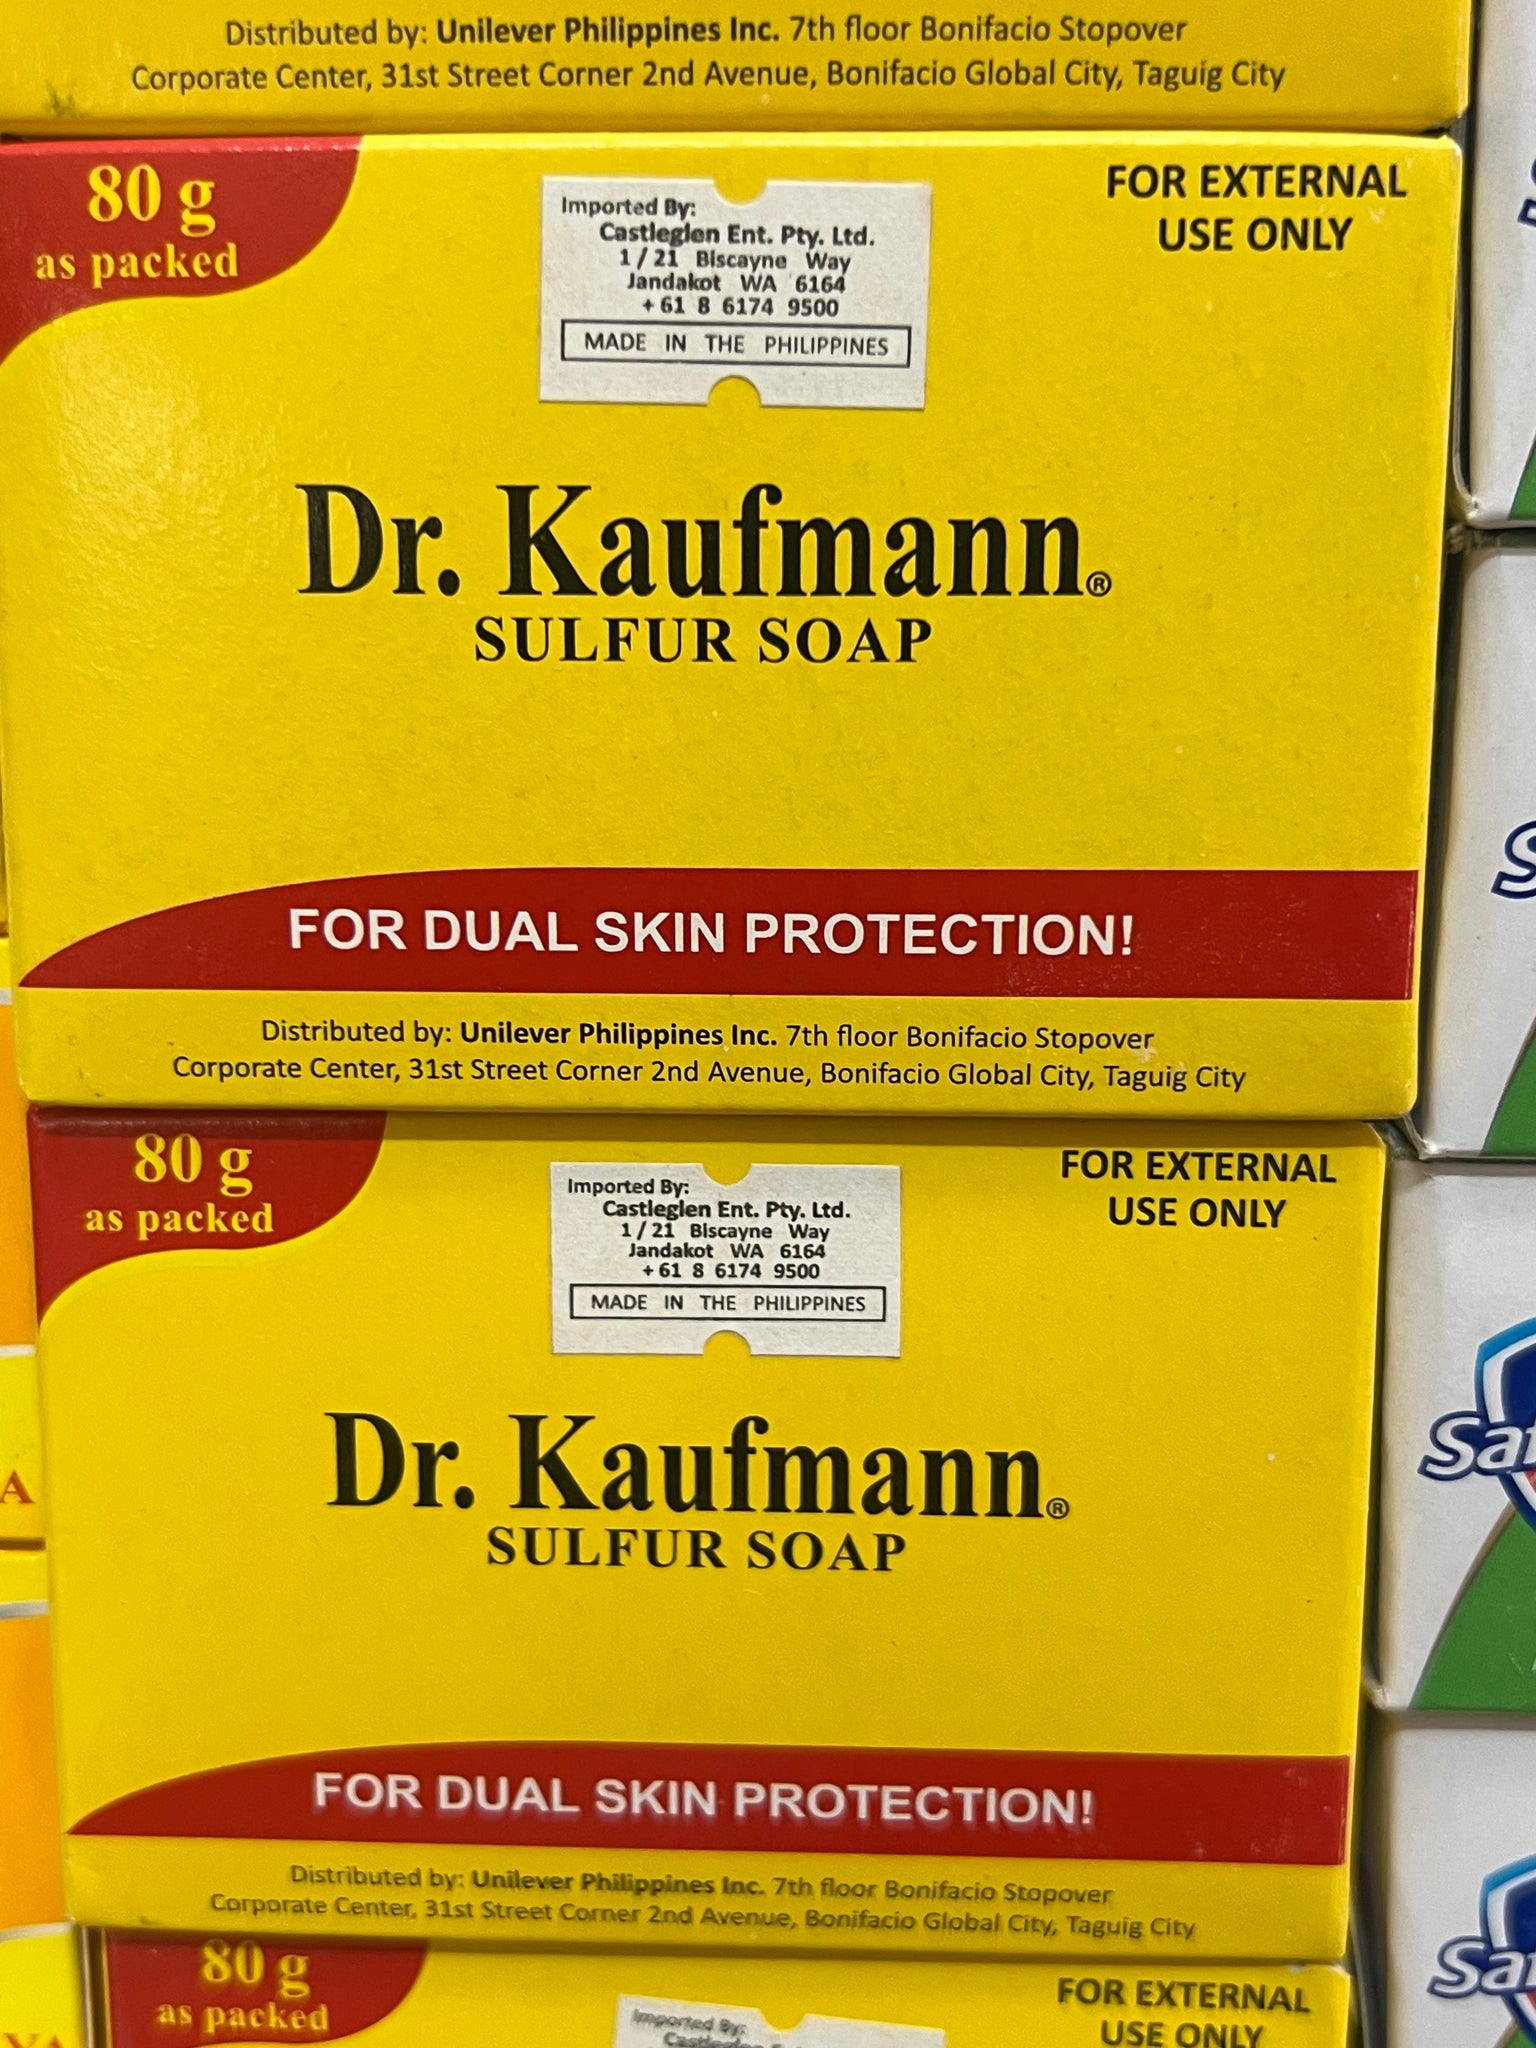 Distributed by: Unilever Philippines Inc. 7th floor Bonifacio Stopover
Corporate Center, 31st Street Corner 2nd Avenue, Bonifacio Global City, Taguig City
80 g
as packed
Imported By:
Castleglen Ent. Pty. Ltd.
1 / 21 Biscayne Way
Jandakot WA 6164
+ 61 8 6174 9500
MADE IN THE PHILIPPINES
FOR EXTERNAL
USE ONLY
Dr. Kaufmann®
SULFUR SOAP
FOR DUAL SKIN PROTECTION!
Distributed by: Unilever Philippines Inc. 7th floor Bonifacio Stopover
Corporate Center, 31st Street Corner 2nd Avenue, Bonifacio Global City, Taguig City
80 g
as packed
Imported By:
Castleglen Ent. Pty. Ltd.
1 / 21 Biscayne Way
Jandakot WA 6164
+ 61 8 6174 9500
MADE IN THE PHILIPPINES
FOR EXTERNAL
USE ONLY
Dr. Kaufmann®
SULFUR SOAP
FOR DUAL SKIN PROTECTION!
Distributed by: Unilever Philippines Inc. 7th floor Bonifacio Stopover
Corporate Center, 31st Street Corner 2nd Avenue, Bonifacio Global City, Taguig City
80 g
as packed
Imported By:
FOR EXTERNAL
USE ONLY